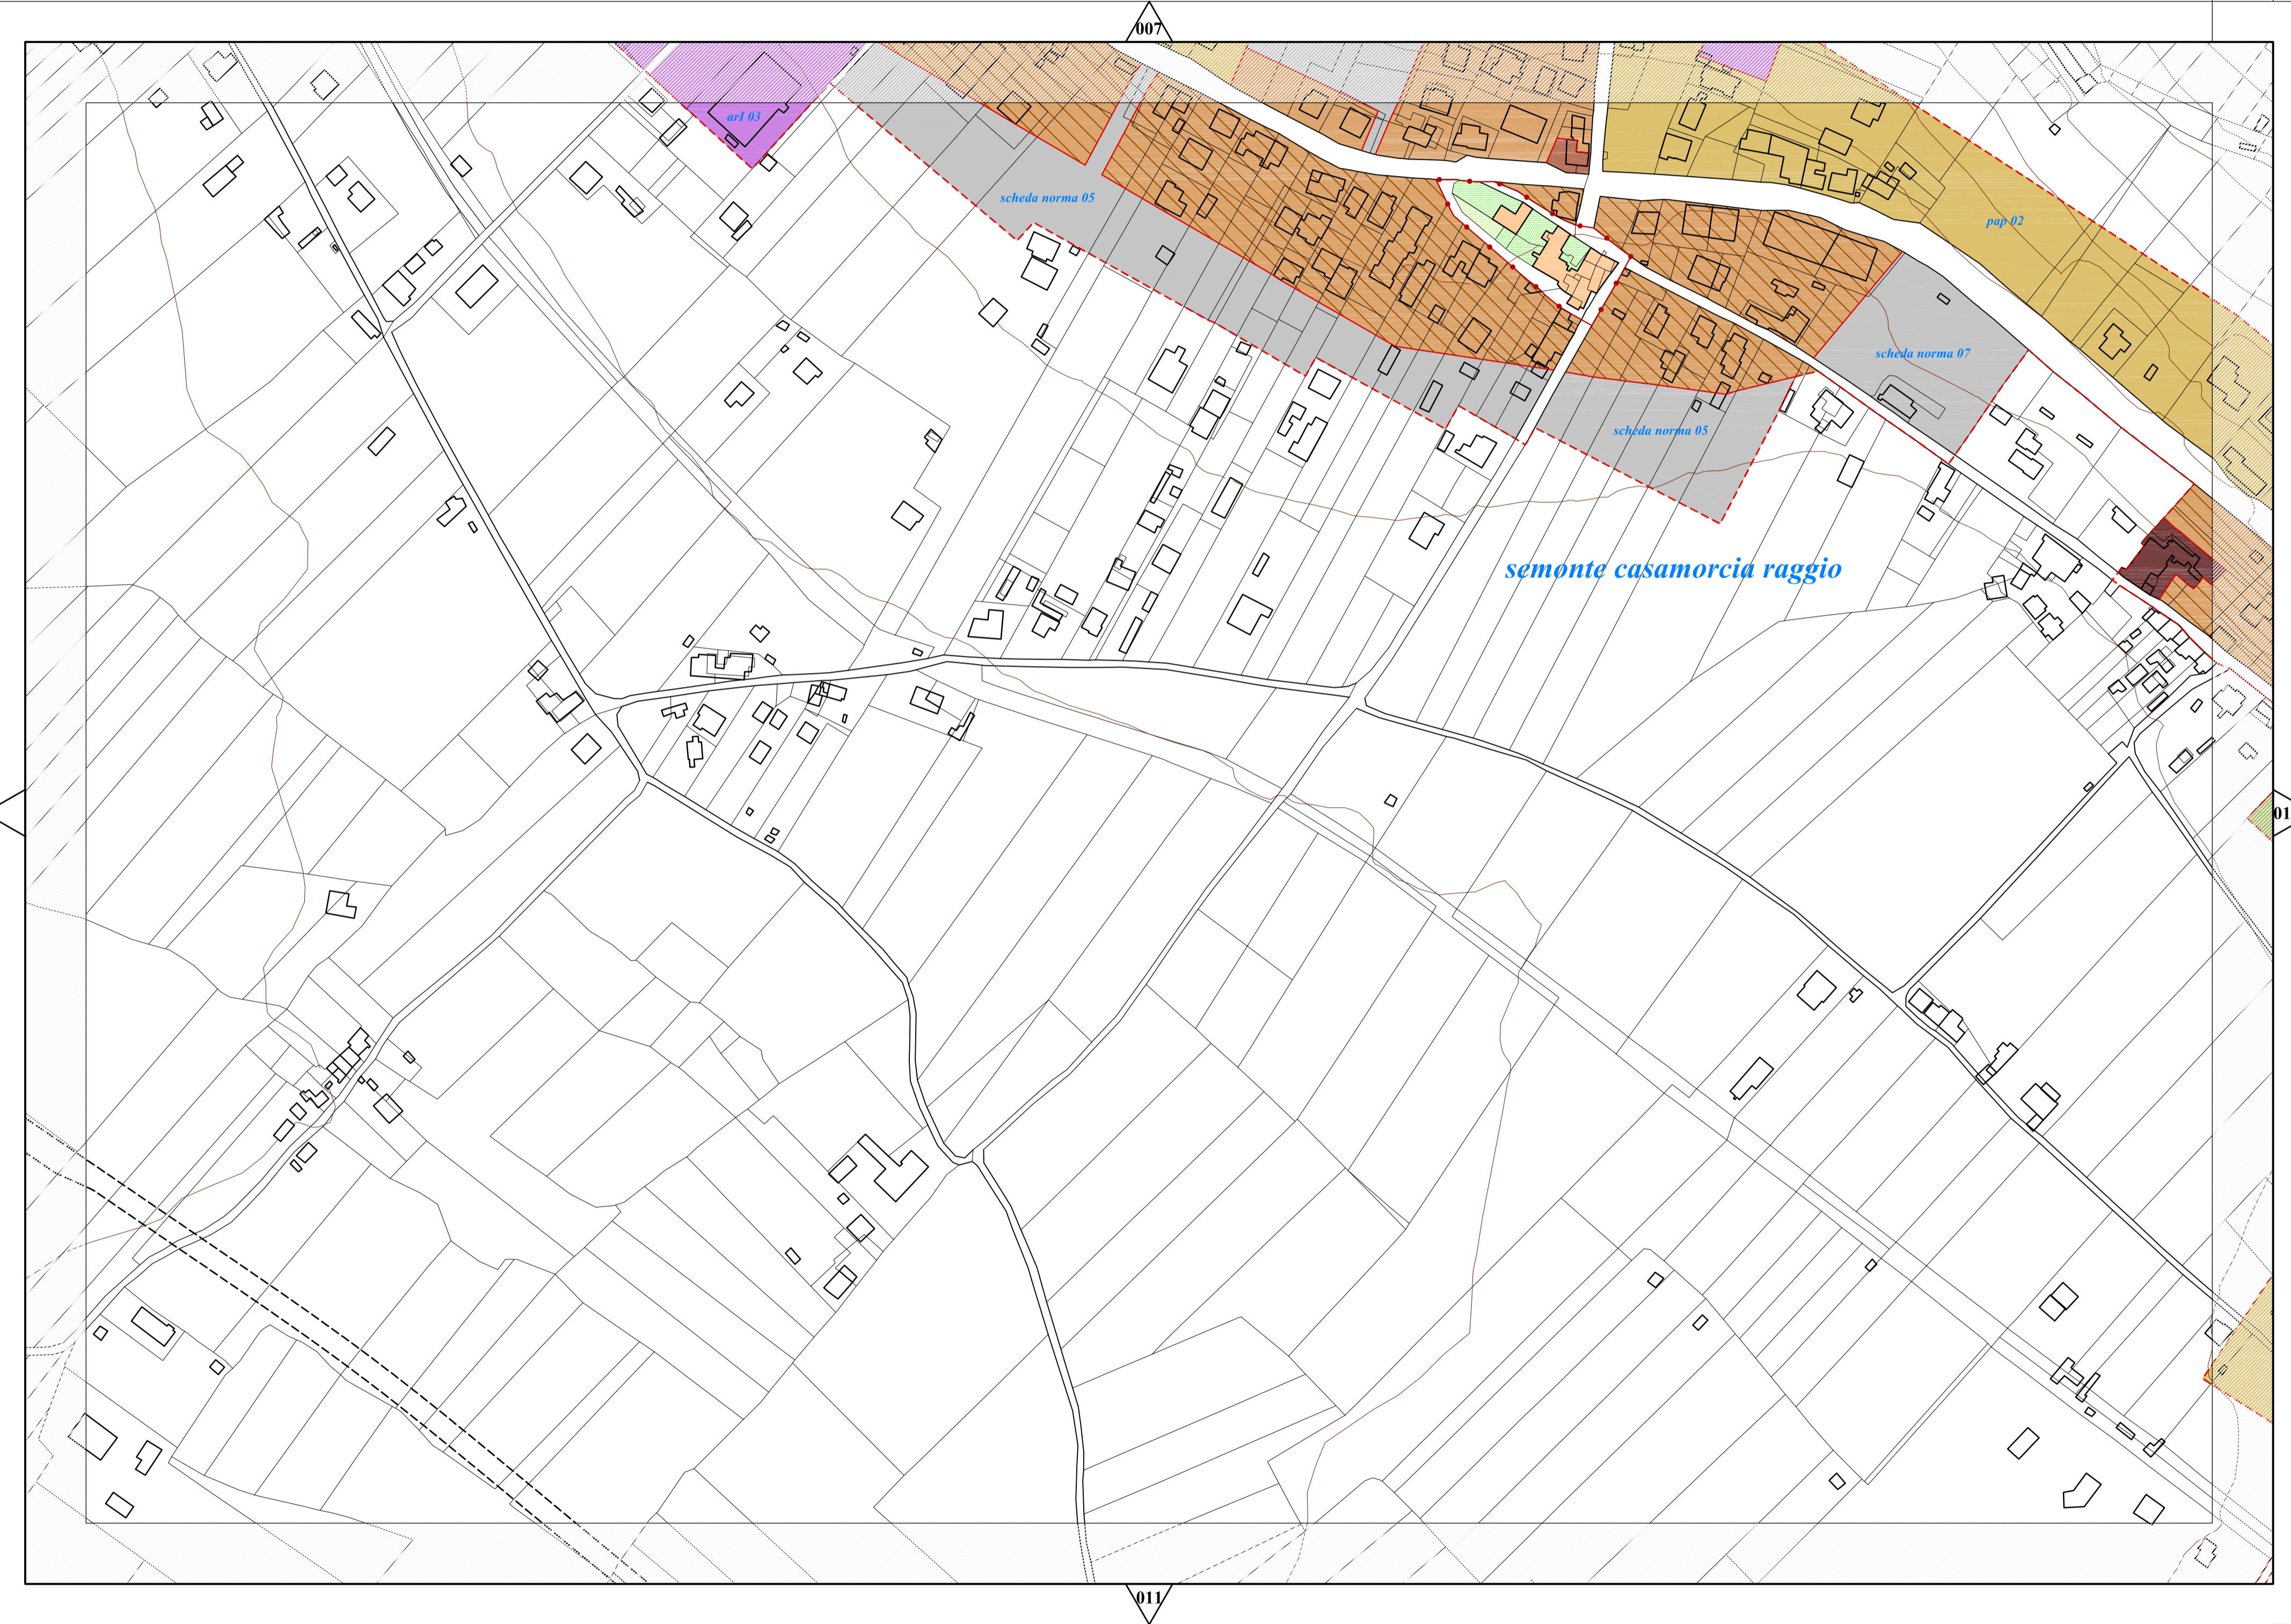 007
arI 03
scheda norma 05
pap 02
scheda norma 07
scheda norma 05
semonte casamorcia raggio
01
011